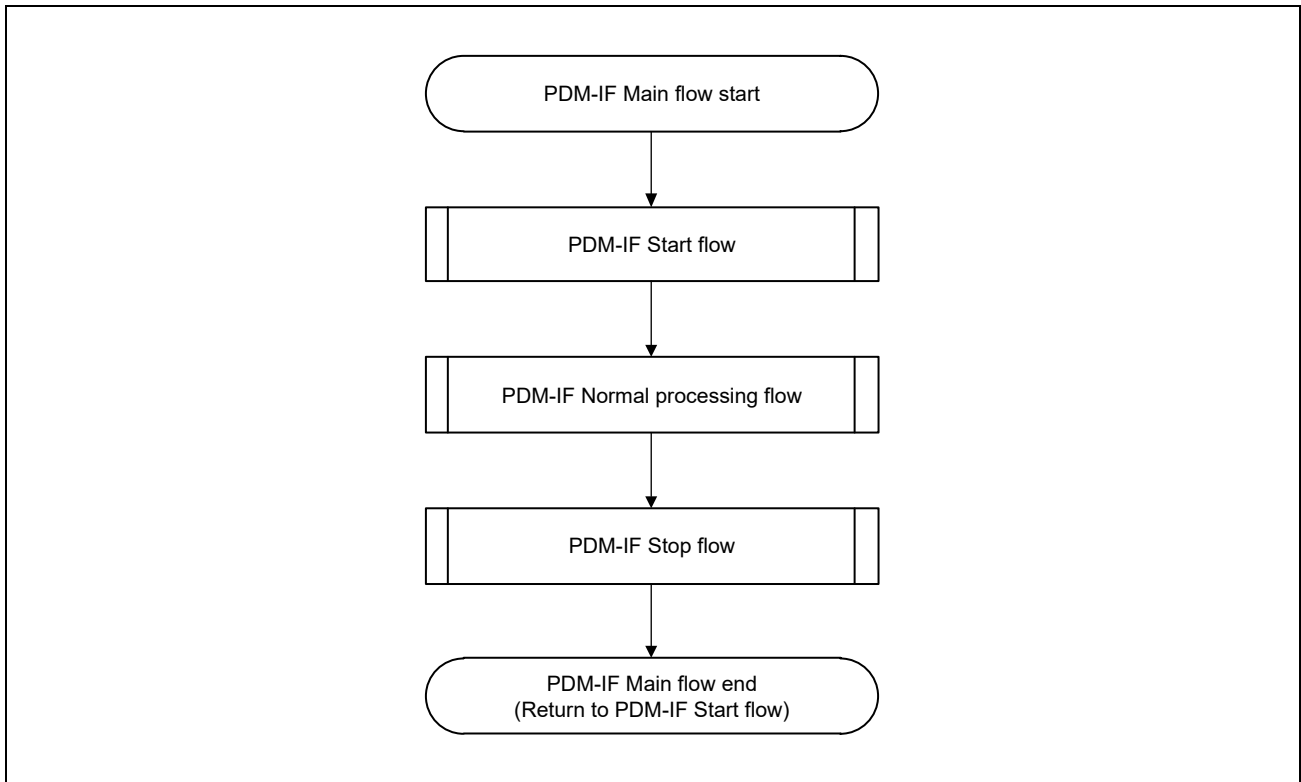 PDM-IF Main flow start
PDM-IF Start flow
PDM-IF Normal processing flow
PDM-IF Stop flow
PDM-IF Main flow end
(Return to PDM-IF Start flow)